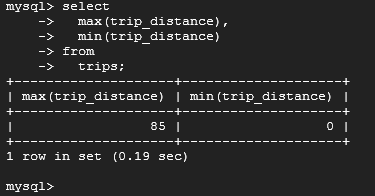 mysql> select
    ->   max(trip_distance),
    ->   min(trip_distance)
    -> from
    ->   trips;
+--------------------+--------------------+
| max(trip_distance) | min(trip_distance) |
+--------------------+--------------------+
|                 85 |                  0 |
+--------------------+--------------------+
1 row in set (0.19 sec)
mysql>